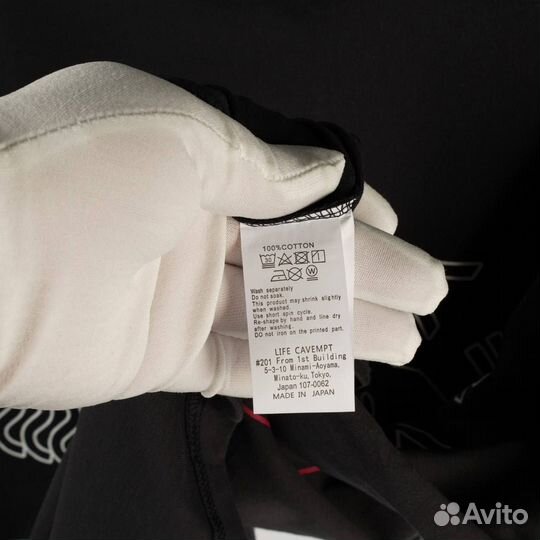 100%COTTON
30
W
Wash separately
Do not soak.
This product may shrink slightly
when washed.
Use short spin cycle.
Re-shape by hand and line dry
after washing.
DO not iron on the printed part.
LIFE CAVEMPT
#201 From 1st Building
5-3-10 Minami-Aoyama,
Minato-ku, Tokyo,
Japan 107-0062
MADE IN JAPAN
Avito